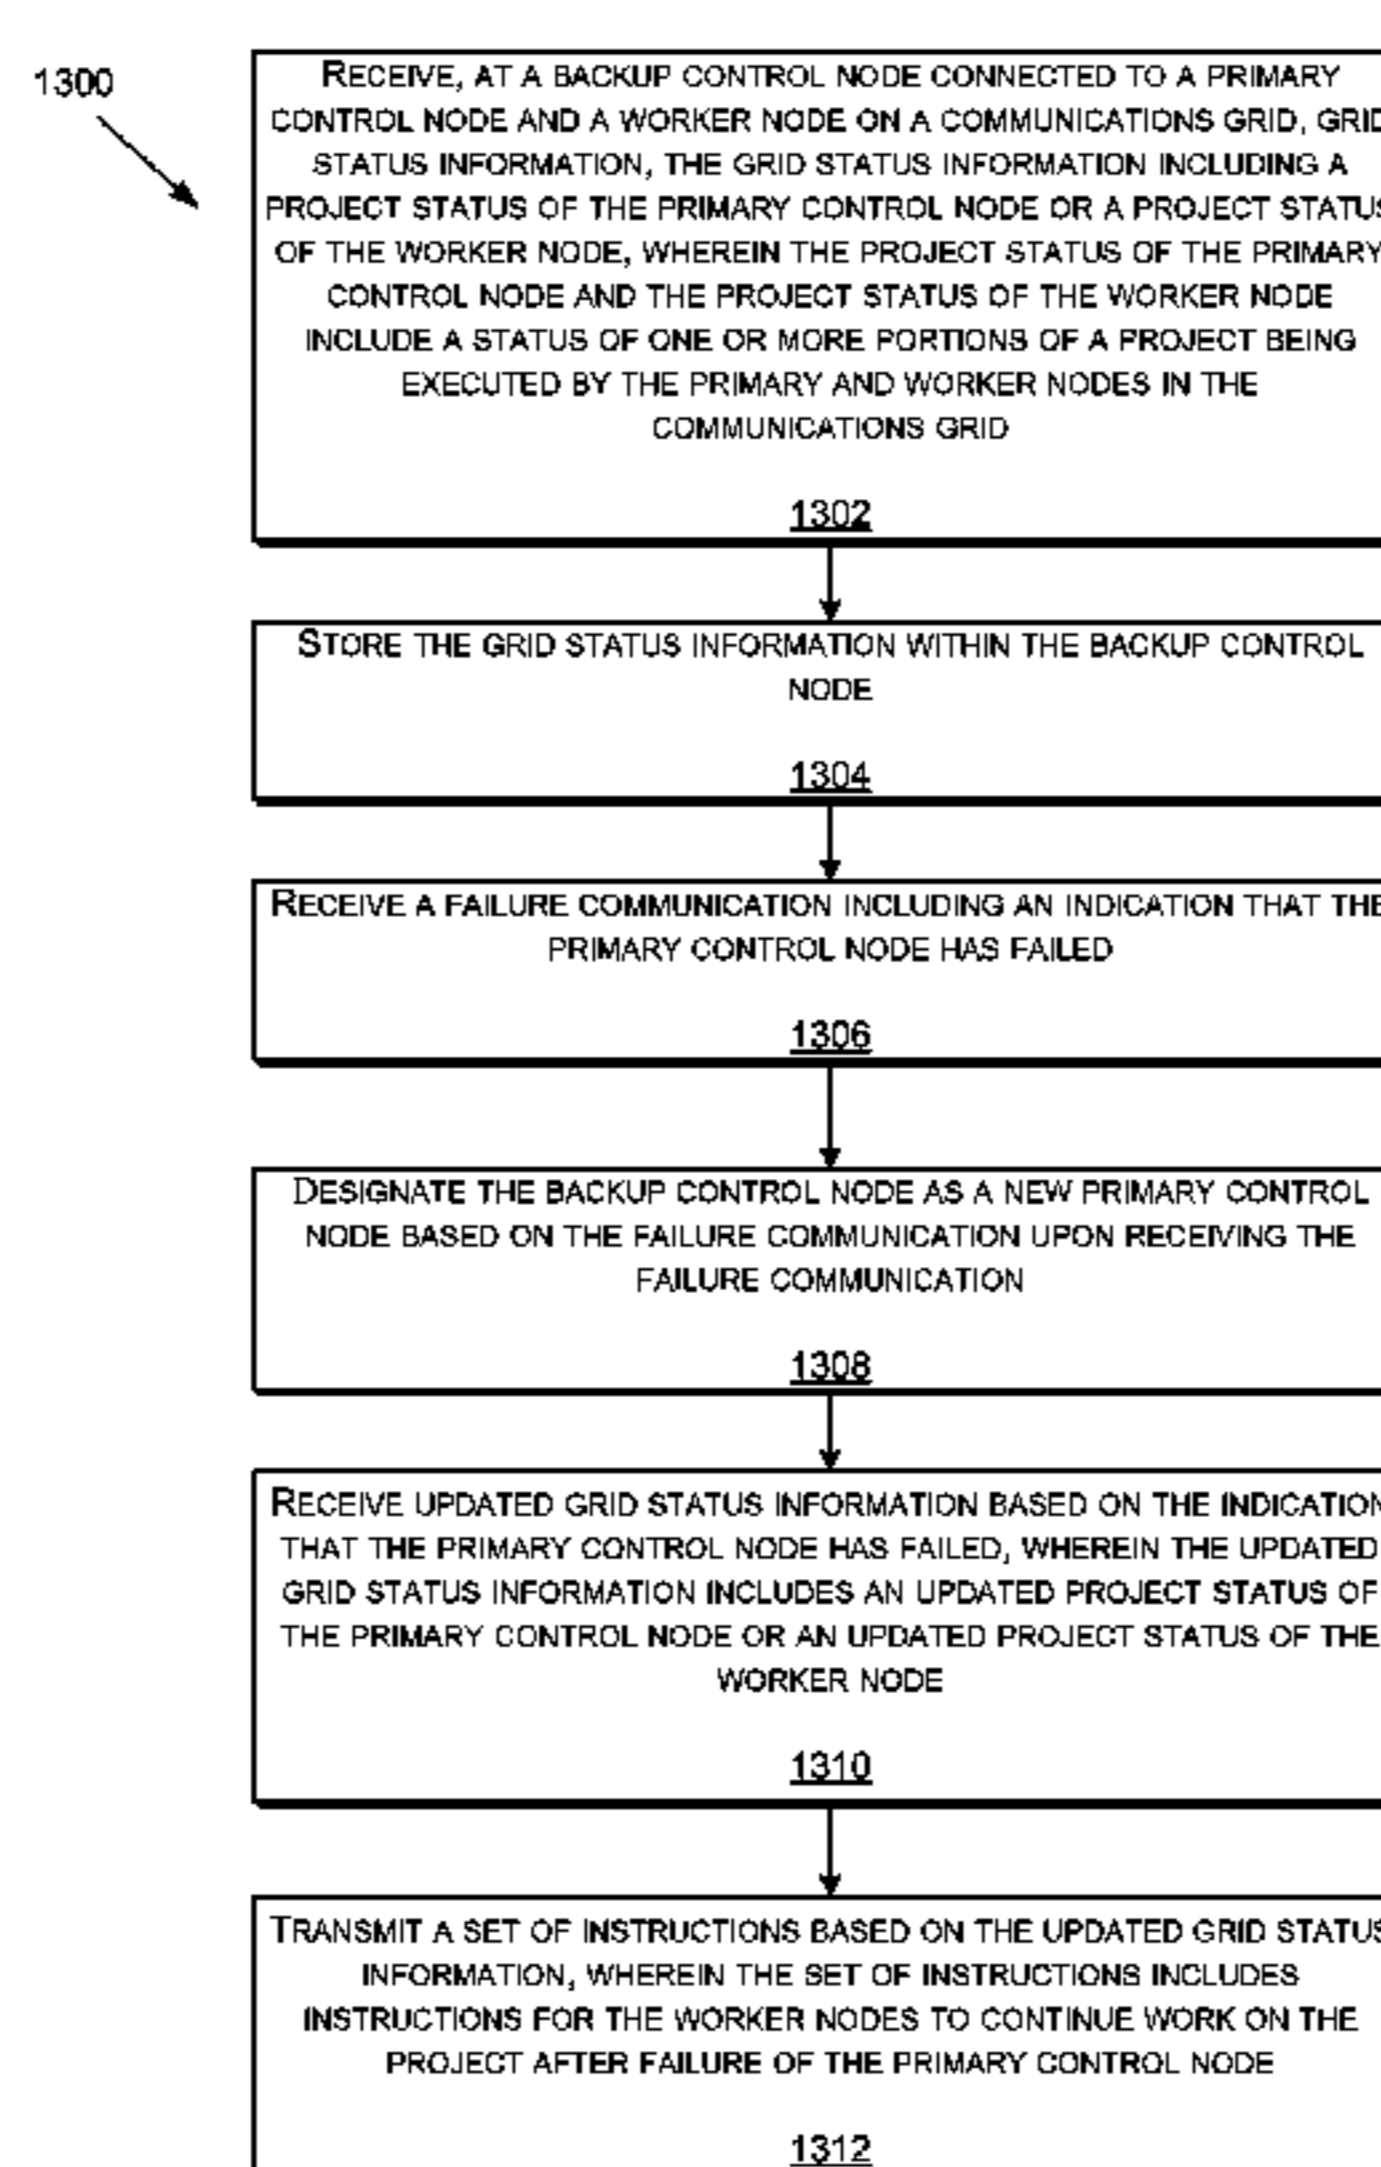 1300
RECEIVE, AT A BACKUP CONTROL NODE CONNECTED TO A PRIMARY
CONTROL NODE AND A WORKER NODE ON A COMMUNICATIONS GRID, GRID
STATUS INFORMATION, THE GRID STATUS INFORMATION INCLUDING A
PROJECT STATUS OF THE PRIMARY CONTROL NODE OR A PROJECT STATUS
OF THE WORKER NODE, WHEREIN THE PROJECT STATUS OF THE PRIMARY
CONTROL NODE AND THE PROJECT STATUS OF THE WORKER NODE
INCLUDE A STATUS OF ONE OR MORE PORTIONS OF A PROJECT BEING
EXECUTED BY THE PRIMARY AND WORKER NODES IN THE
COMMUNICATIONS GRID
1302
STORE THE GRID STATUS INFORMATION WITHIN THE BACKUP CONTROL
NODE
1304
RECEIVE A FAILURE COMMUNICATION INCLUDING AN INDICATION THAT THE
PRIMARY CONTROL NODE HAS FAILED
1306
DESIGNATE THE BACKUP CONTROL NODE AS A NEW PRIMARY CONTROL
NODE BASED ON THE FAILURE COMMUNICATION UPON RECEIVING THE
FAILURE COMMUNICATION
1308
RECEIVE UPDATED GRID STATUS INFORMATION BASED ON THE INDICATION
THAT THE PRIMARY CONTROL NODE HAS FAILED, WHEREIN THE UPDATED
GRID STATUS INFORMATION INCLUDES AN UPDATED PROJECT STATUS OF
THE PRIMARY CONTROL NODE OR AN UPDATED PROJECT STATUS OF THE
WORKER NODE
1310
TRANSMIT A SET OF INSTRUCTIONS BASED ON THE UPDATED GRID STATUS
INFORMATION, WHEREIN THE SET OF INSTRUCTIONS INCLUDES
INSTRUCTIONS FOR THE WORKER NODES TO CONTINUE WORK ON THE
PROJECT AFTER FAILURE OF THE PRIMARY CONTROL NODE
1312